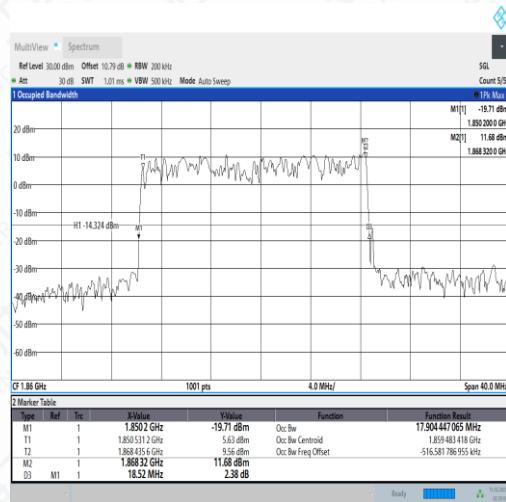 MultiView Spectrum
Ref Level 30.00 dBm Offset 10.79 dB RBW 200 kHz SGL
Att 30 dB SWT 1.01 ms VBW 500 kHz Mode Auto Sweep Count 5/5
1 Occupied Bandwidth 1Pk Max
M1[1] -19.71 dBm
1.850 200 0 GHz
M2[1] 11.68 dBm
1.868 320 0 GHz
20 dBm
10 dBm
T1
0 dBm
-10 dBm
H1 -14.324 dBm
M1
-20 dBm
-30 dBm
-40 dBm
-50 dBm
-60 dBm
CF 1.86 GHz 1001 pts 4.0 MHz/ Span 40.0 MHz
2 Marker Table
Type Ref Trc X-Value Y-Value Function Function Result
M1 1 1.8502 GHz -19.71 dBm Occ Bw 17.904 447 065 MHz
T1 1 1.850 531 2 GHz 5.63 dBm Occ Bw Centroid 1.859 483 418 GHz
T2 1 1.868 435 6 GHz 9.56 dBm Occ Bw Freq Offset -516.581 786 955 kHz
M2 1 1.86832 GHz 11.68 dBm
D3 M1 1 18.52 MHz 2.38 dB
Ready